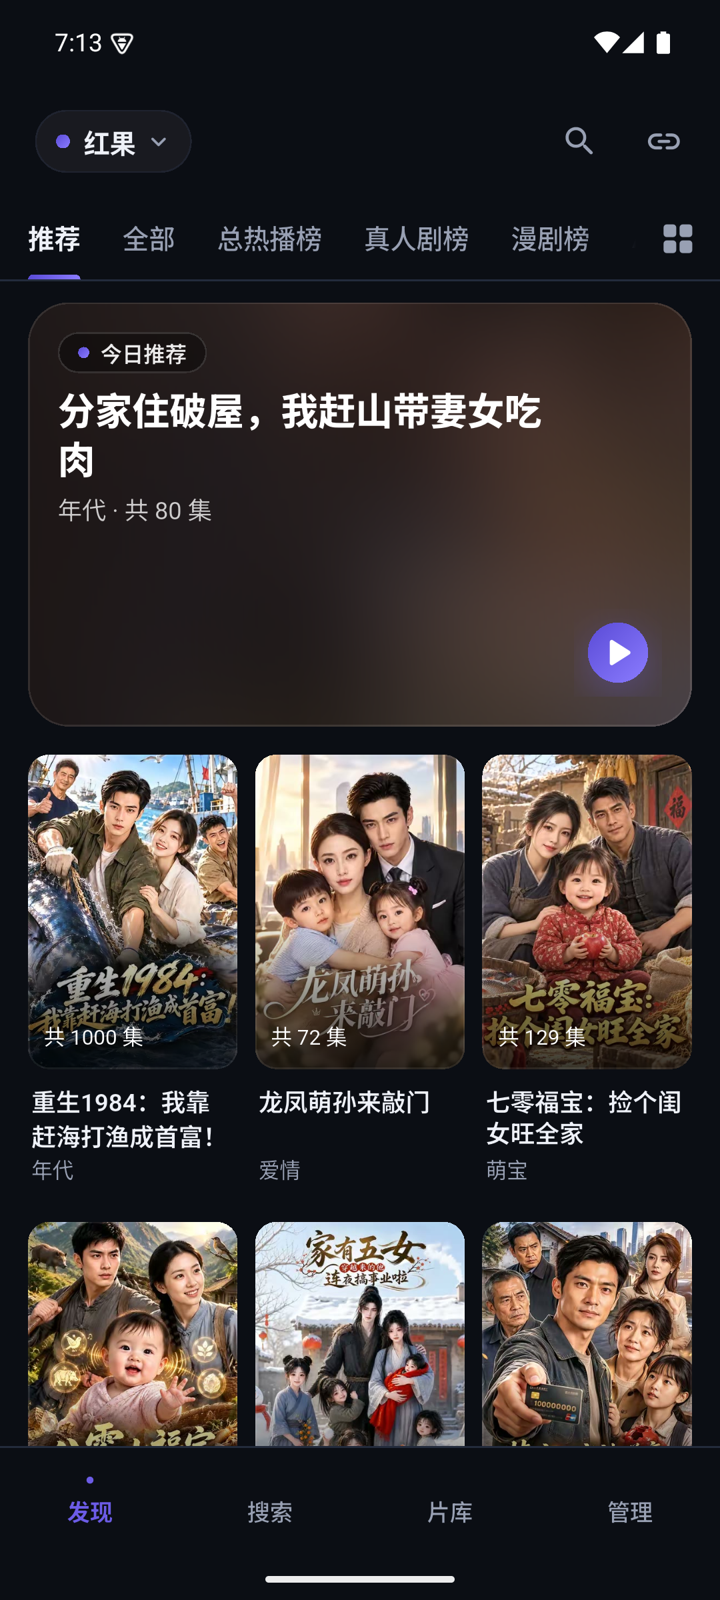 7:13
红果
推荐 全部 总热播榜 真人剧榜 漫剧榜
今日推荐
分家住破屋，我赶山带妻女吃
肉
年代 · 共 80 集
重生1984:
我靠赶海打渔成首富!
共 1000 集
龙凤萌孙
来敲门
共 72 集
福
七零福宝:
捡个闺女旺全家
共 129 集
重生1984：我靠
赶海打渔成首富！
年代
龙凤萌孙来敲门
爱情
七零福宝：捡个闺
女旺全家
萌宝
家有五女
穿越来的她
连夜搞事业啦
100000000
发现 搜索 片库 管理